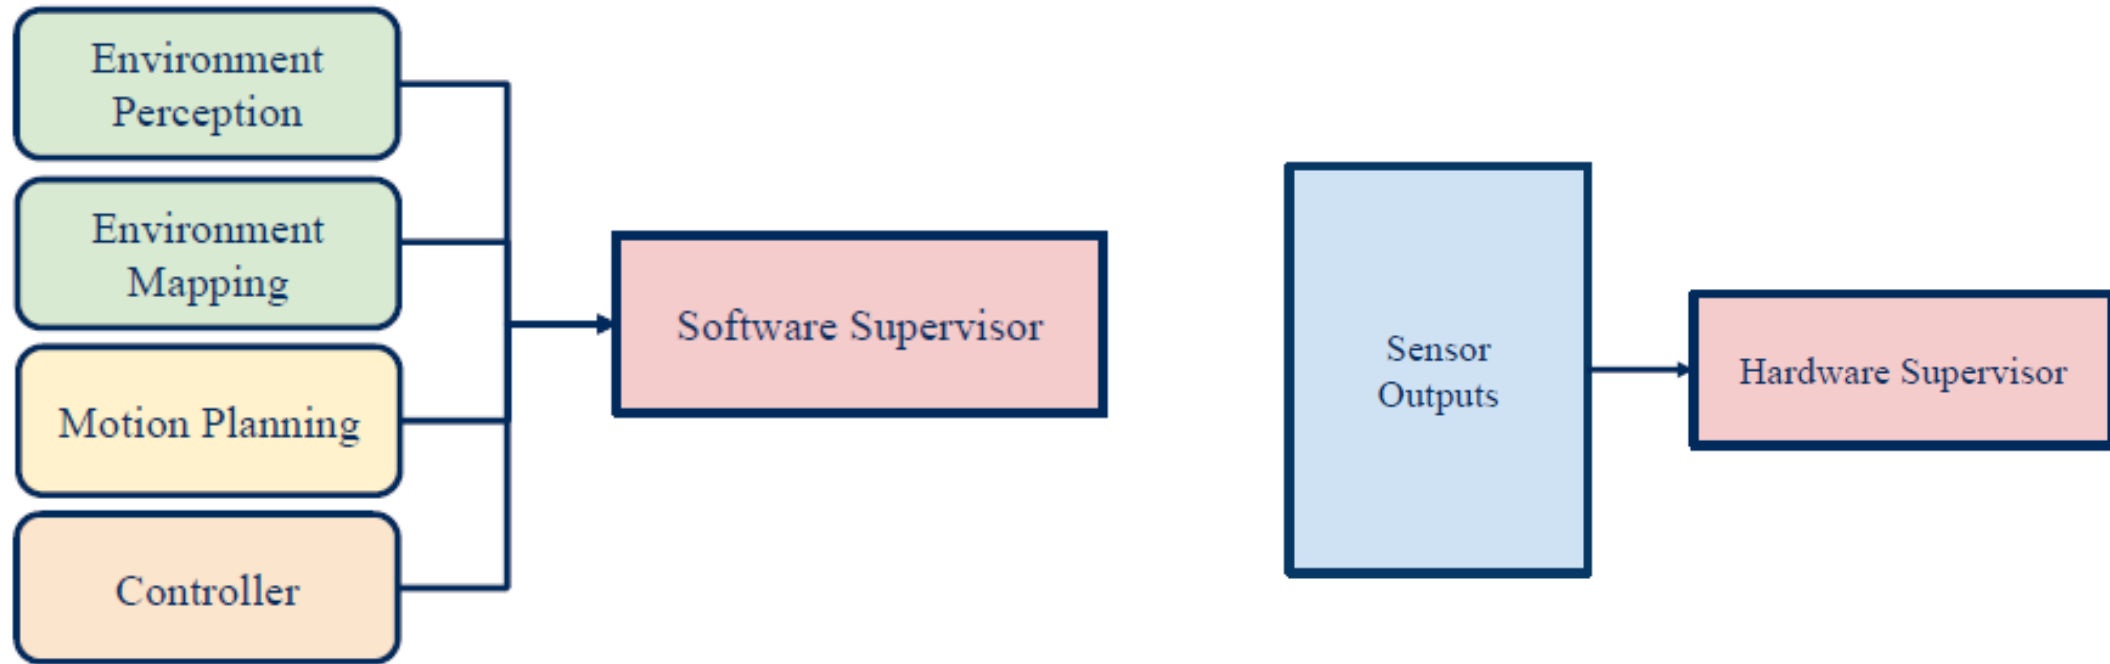 Environment
Perception
Environment
Mapping
Motion Planning
Controller
Software Supervisor
Sensor
Outputs
Hardware Supervisor